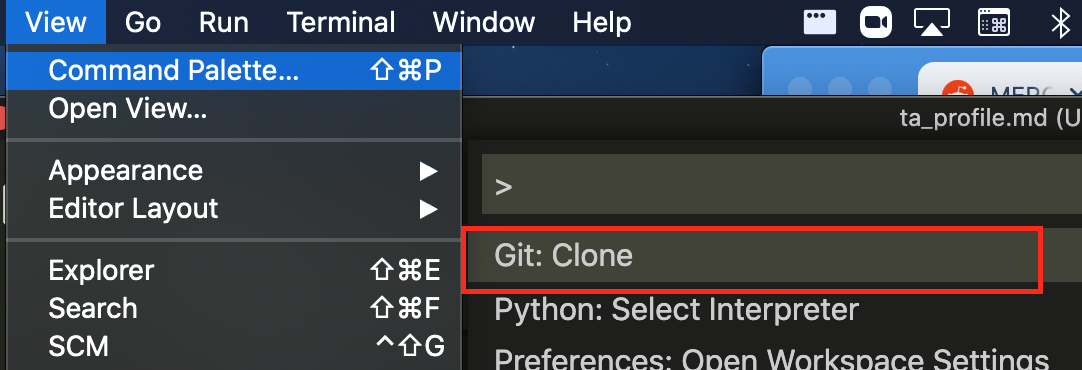 View Go Run Terminal Window Help
Command Palette... ⇧⌘P
Open View...
Appearance ▶
Editor Layout ▶
Explorer ⇧⌘E
Search ⇧⌘F
SCM ⌃⇧G
ta_profile.md (U
>
Git: Clone
Python: Select Interpreter
Preferences: Open Workspace Settings